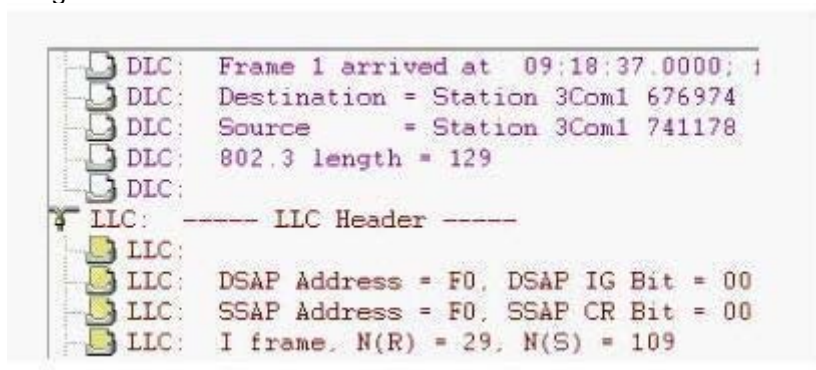 DLC: Frame 1 arrived at 09:18:37.0000;
DLC: Destination = Station 3Com1 676974
DLC: Source = Station 3Com1 741178
DLC: 802.3 length = 129
DLC:
LLC: ----- LLC Header -----
LLC:
LLC: DSAP Address = F0, DSAP IG Bit = 00
LLC: SSAP Address = F0, SSAP CR Bit = 00
LLC: I frame, N(R) = 29, N(S) = 109